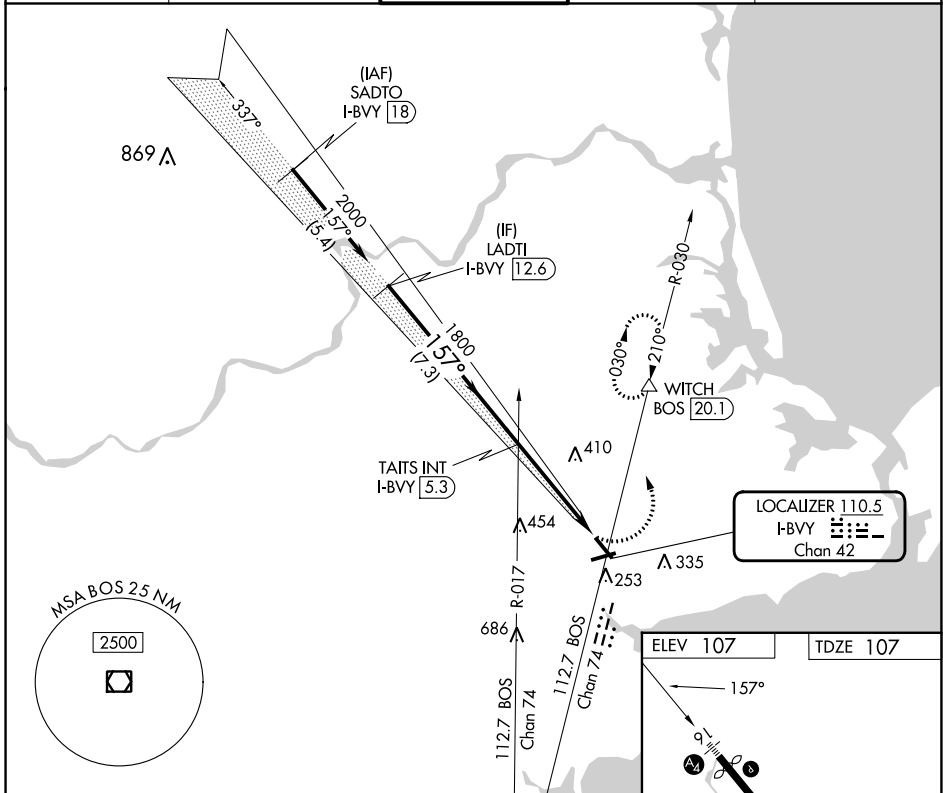 (IAF)
SADTO
I-BVY 18
337°
869
2000
157°
(5.4)
(IF)
LADTI
I-BVY 12.6
R-030
1800
157°
(7.3)
030°
210°
WITCH
BOS 20.1
410
TAITS INT
I-BVY 5.3
LOCALIZER 110.5
I-BVY
Chan 42
454
335
253
R-017
MSA BOS 25 NM
2500
686
112.7 BOS
Chan 74
112.7 BOS
Chan 74
ELEV 107
TDZE 107
157°
16
A4
P